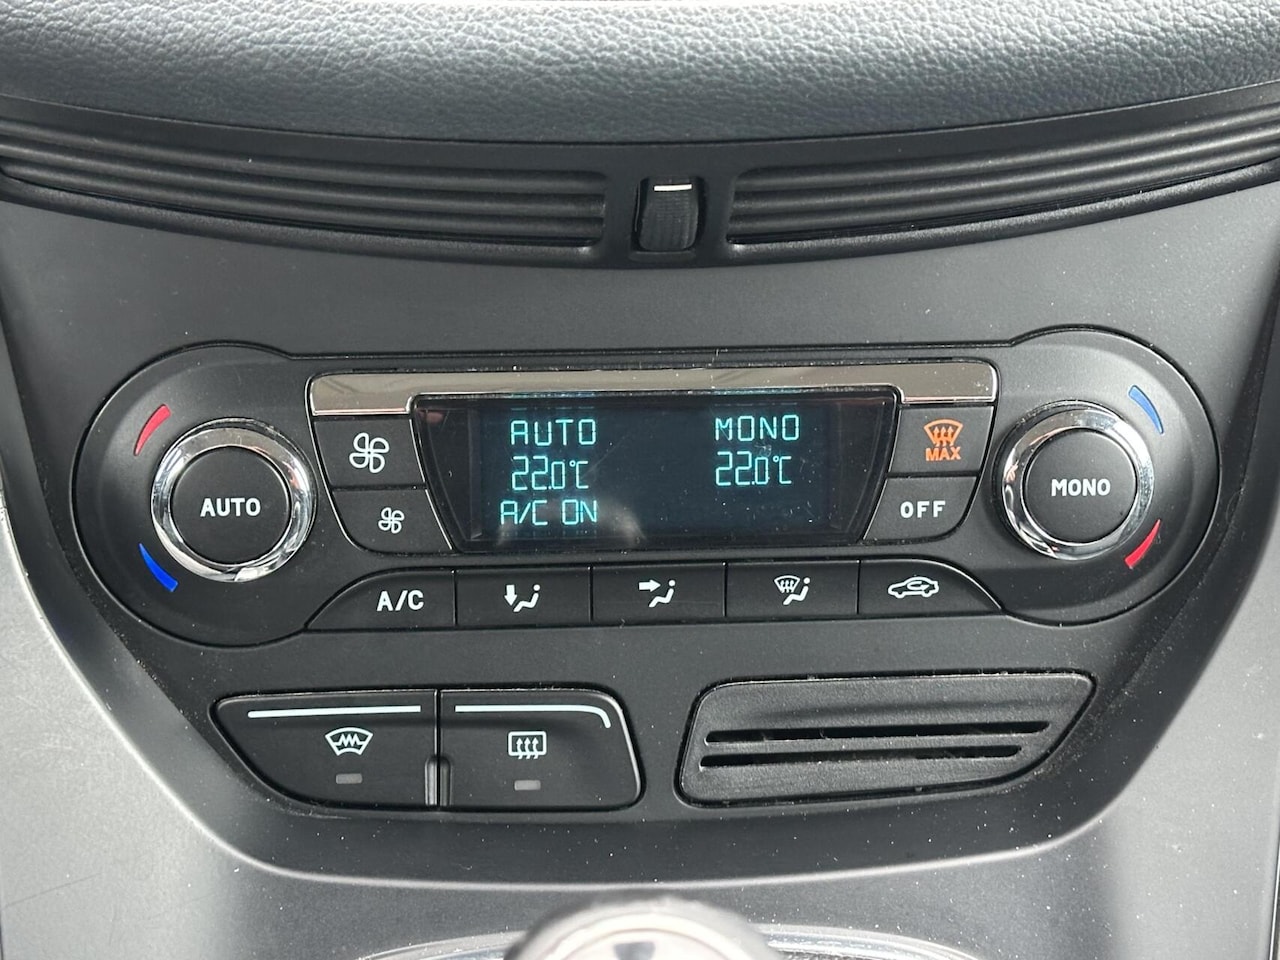 AUTO MONO
22.0°C 22.0°C
A/C ON
MAX
AUTO
OFF
MONO
A/C